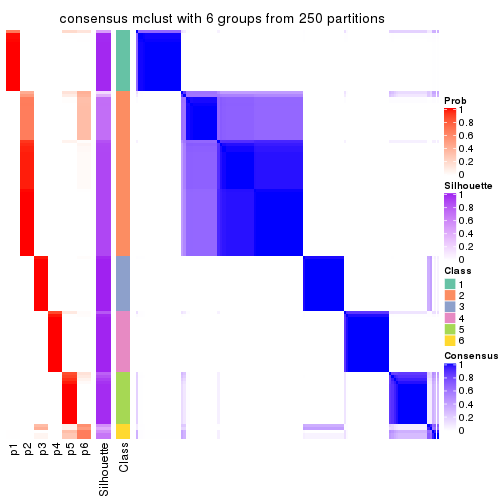 consensus mclust with 6 groups from 250 partitions
Prob
1
0.8
0.6
0.4
0.2
0
Silhouette
1
0.8
0.6
0.4
0.2
0
Class
1
2
3
4
5
6
Consensus
1
0.8
0.6
0.4
0.2
0
p1
p2
p3
p4
p5
p6
Silhouette
Class